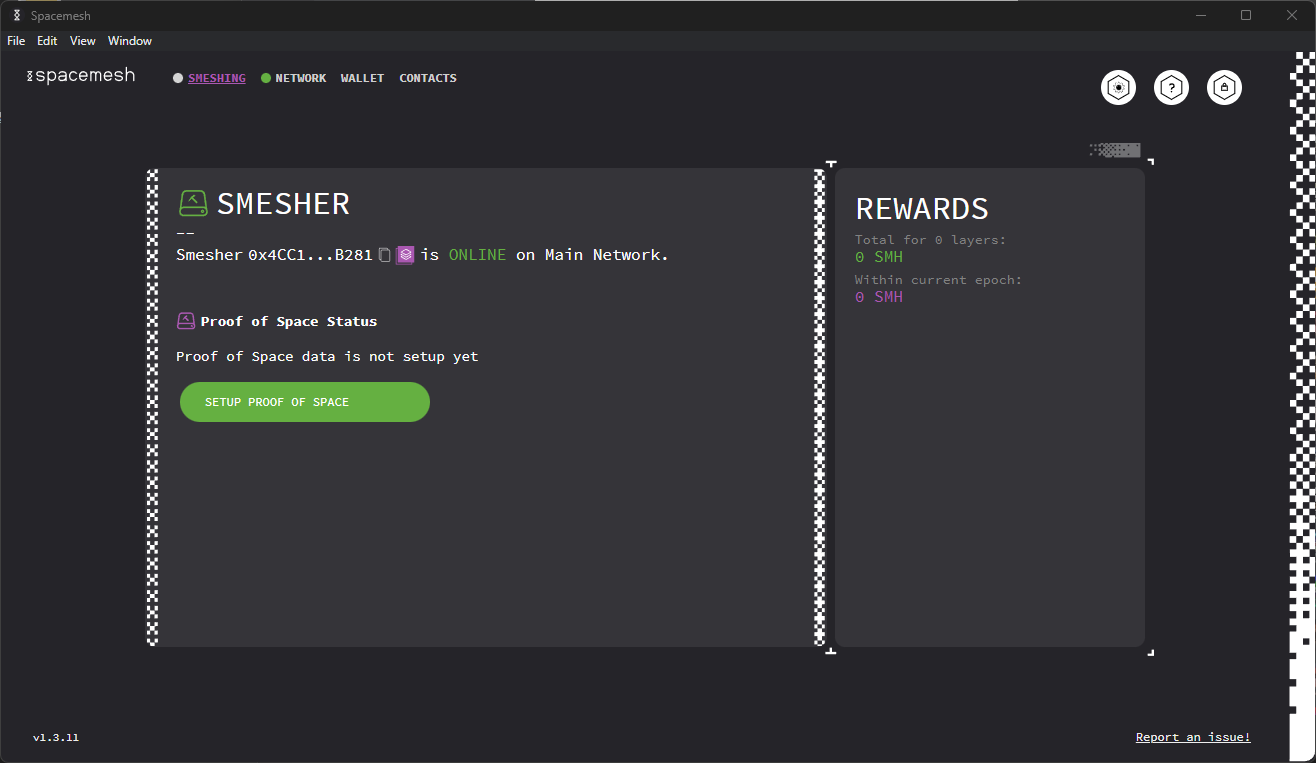 Spacemesh
File Edit View Window
spacemesh
SMESHING NETWORK WALLET CONTACTS
?
SMESHER
--
Smesher 0x4CC1...B281 is ONLINE on Main Network.
Proof of Space Status
Proof of Space data is not setup yet
SETUP PROOF OF SPACE
REWARDS
Total for 0 layers:
0 SMH
Within current epoch:
0 SMH
v1.3.11
Report an issue!